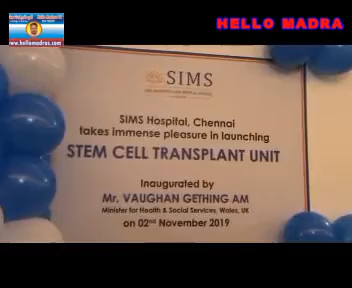 HELLO MADRA
www.hellomadras.com
SIMS
SIMS Hospital, Chennai
takes immense pleasure in launching
STEM CELL TRANSPLANT UNIT
Inaugurated by
Mr. VAUGHAN GETHING AM
Minister for Health & Social Services, Wales, UK
on 02nd November 2019